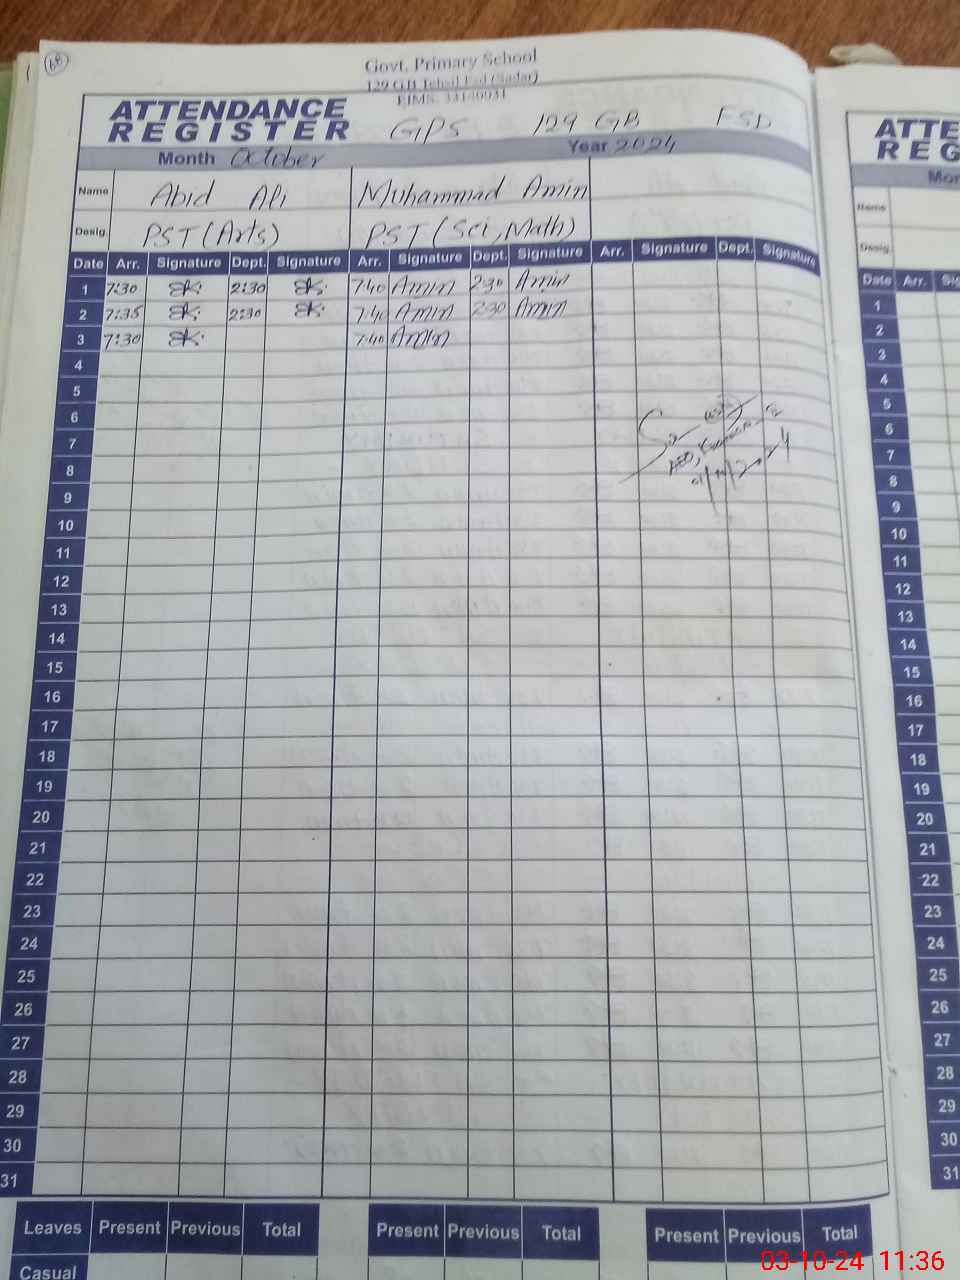 68
Govt. Primary School
129 G.B Tehsil Fsd (Sadar)
EIMS: 33140031
ATTENDANCE
REGISTER
GPS 129 GB FSD
Month October Year 2024
Name Abid Ali Muhammad Amin
Desig. PST (Arts) PST (Sci, Math)
Date Arr. Signature Dept. Signature Arr. Signature Dept. Signature Arr. Signature Dept. Signature
1 7:30 2:30 7:40 Amin 2:30 Amin
2 7:35 2:30 7:40 Amin 2:30 Amin
3 7:30 7:40 Amin
4
5
6
7
8
9
10
11
12
13
14
15
16
17
18
19
20
21
22
23
24
25
26
27
28
29
30
31
AEO,
Leaves Present Previous Total Present Previous Total Present Previous Total
Casual
ATTE
REG
Mon
Name
Desig.
Date Arr. Sig
1
2
3
4
5
6
7
8
9
10
11
12
13
14
15
16
17
18
19
20
21
22
23
24
25
26
27
28
29
30
31
03-10-24 11:36